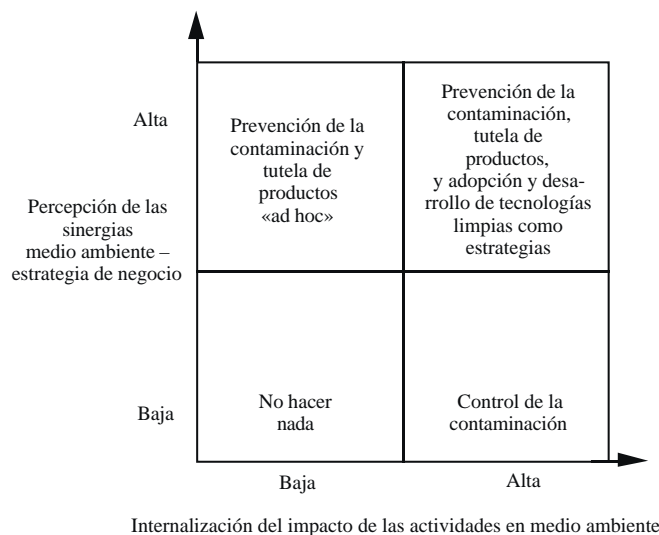 Alta
Prevención de la
contaminación y
tutela de
productos
«ad hoc»
Prevención de la
contaminación,
tutela de
productos,
y adopción y desa-
rrollo de tecnologías
limpias como
estrategias
Percepción de las
sinergias
medio ambiente –
estrategia de negocio
Baja
No hacer
nada
Control de la
contaminación
Baja
Alta
Internalización del impacto de las actividades en medio ambiente